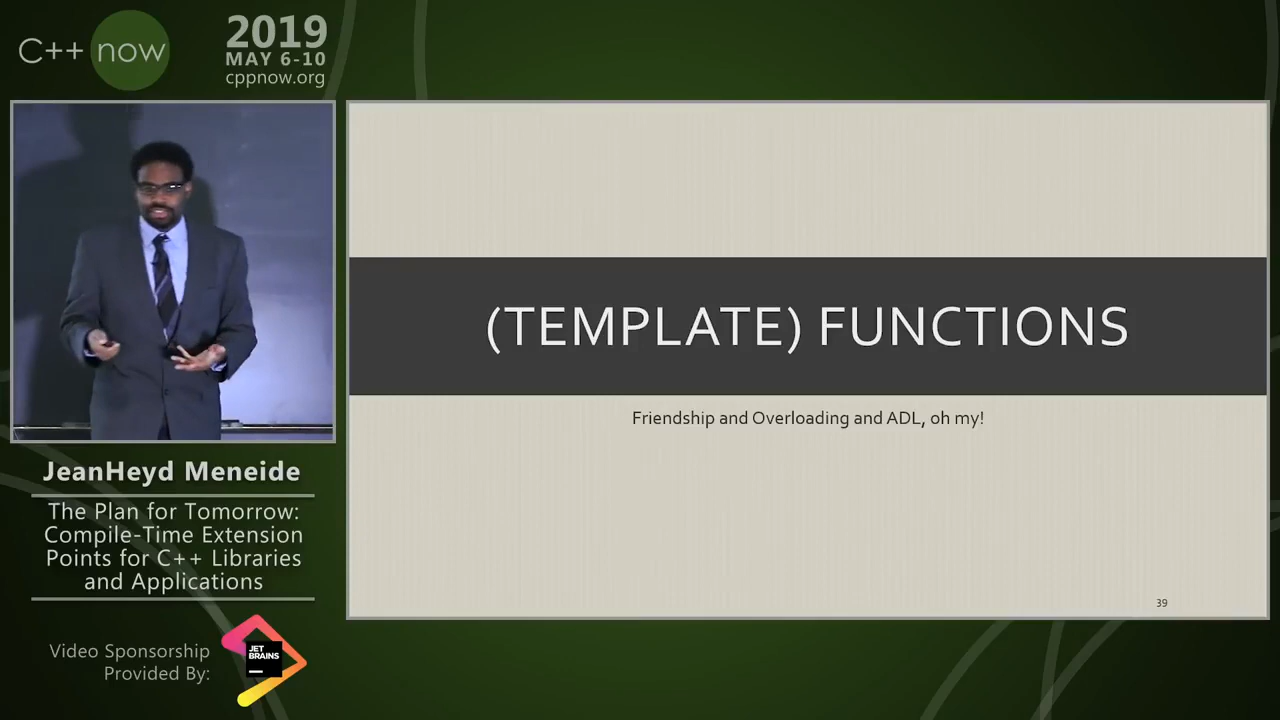 C++ now
2019
MAY 6-10
cppnow.org
(TEMPLATE) FUNCTIONS
Friendship and Overloading and ADL, oh my!
39
JeanHeyd Meneide
The Plan for Tomorrow:
Compile-Time Extension
Points for C++ Libraries
and Applications
Video Sponsorship
Provided By:
JET
BRAINS